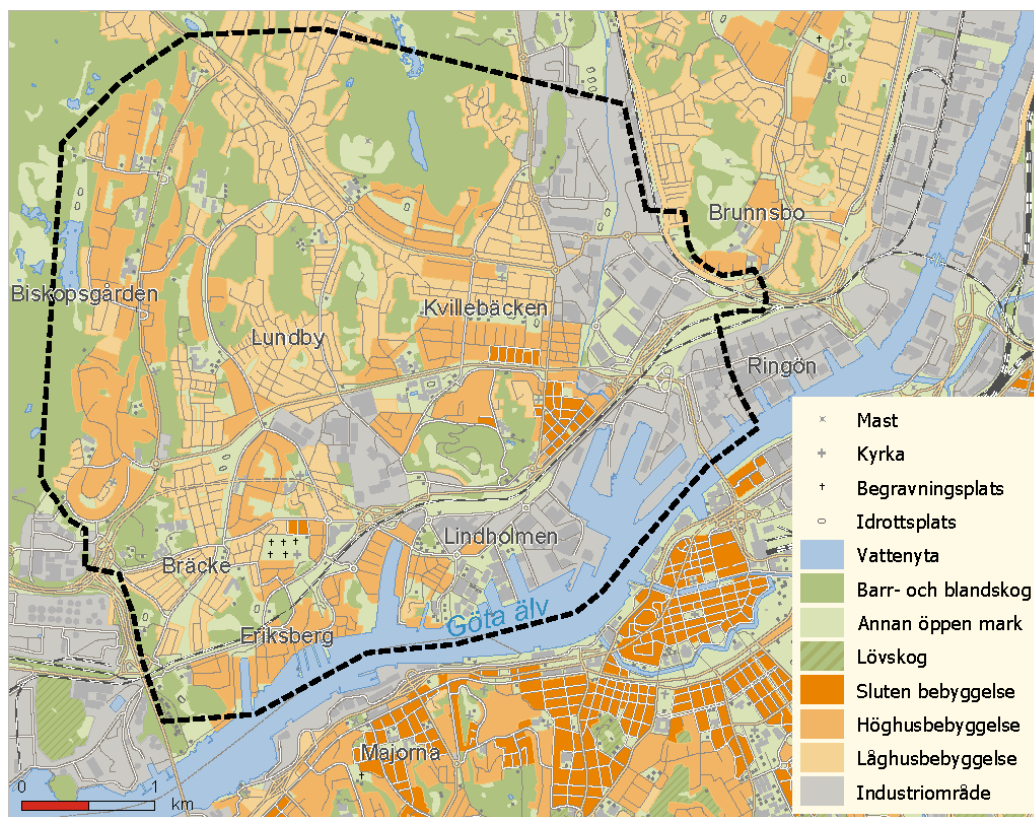 Brunnsbo
Biskopsgården
Kvillebäcken
Lundby
Ringön
Lindholmen
Bräcke
Göta älv
Eriksberg
Majorna
0 1
km
Mast
Kyrka
Begravningsplats
Idrottsplats
Vattenyta
Barr- och blandskog
Annan öppen mark
Lövskog
Sluten bebyggelse
Höghusbebyggelse
Låghusbebyggelse
Industriområde